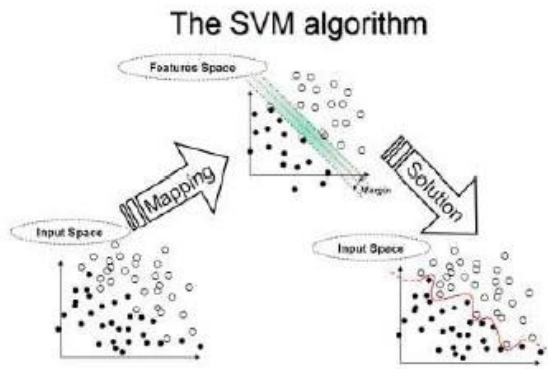 The SVM algorithm
Features Space
Margin
Mapping
Solution
Input Space
Input Space